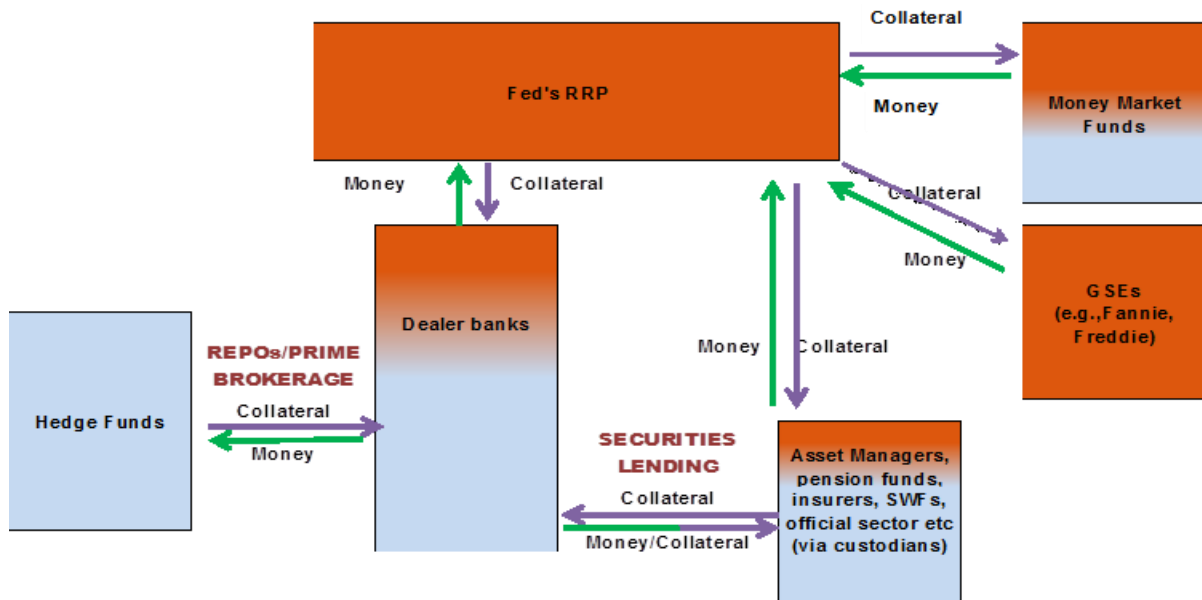 Collateral
Fed's RRP
Money
Money Market
Funds
Money
Collateral
Collateral
Money
GSEs
(e.g.,Fannie,
Freddie)
Dealer banks
REPOs/PRIME
BROKERAGE
Collateral
Money
Hedge Funds
Money
Collateral
SECURITIES
LENDING
Collateral
Money/Collateral
Asset Managers,
pension funds,
insurers, SWFs,
official sector etc
(via custodians)